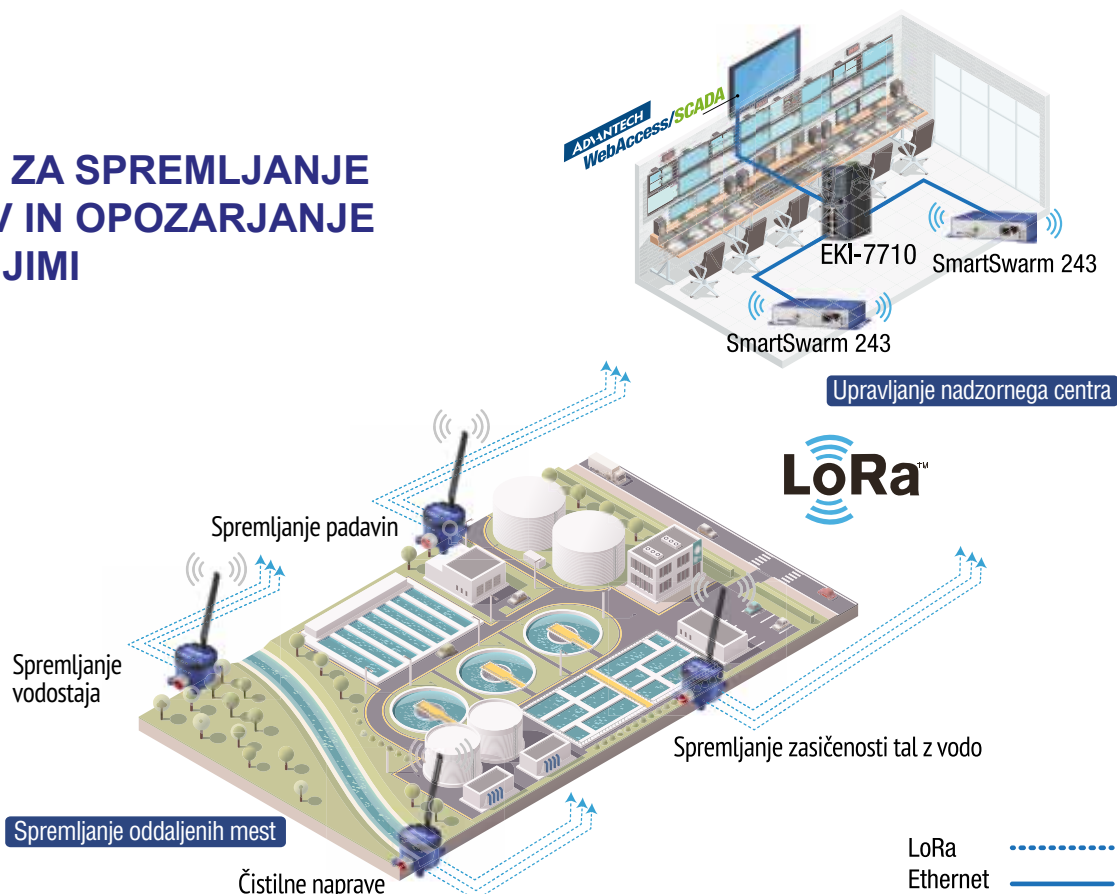 ZA SPREMLJANJE
V IN OPOZARJANJE
JIMI
ADVANTECH
WebAccess/SCADA
EKI-7710
SmartSwarm 243
SmartSwarm 243
Upravljanje nadzornega centra
LoRa™
Spremljanje padavin
Spremljanje
vodostaja
Spremljanje zasičenosti tal z vodo
Spremljanje oddaljenih mest
Čistilne naprave
LoRa
Ethernet